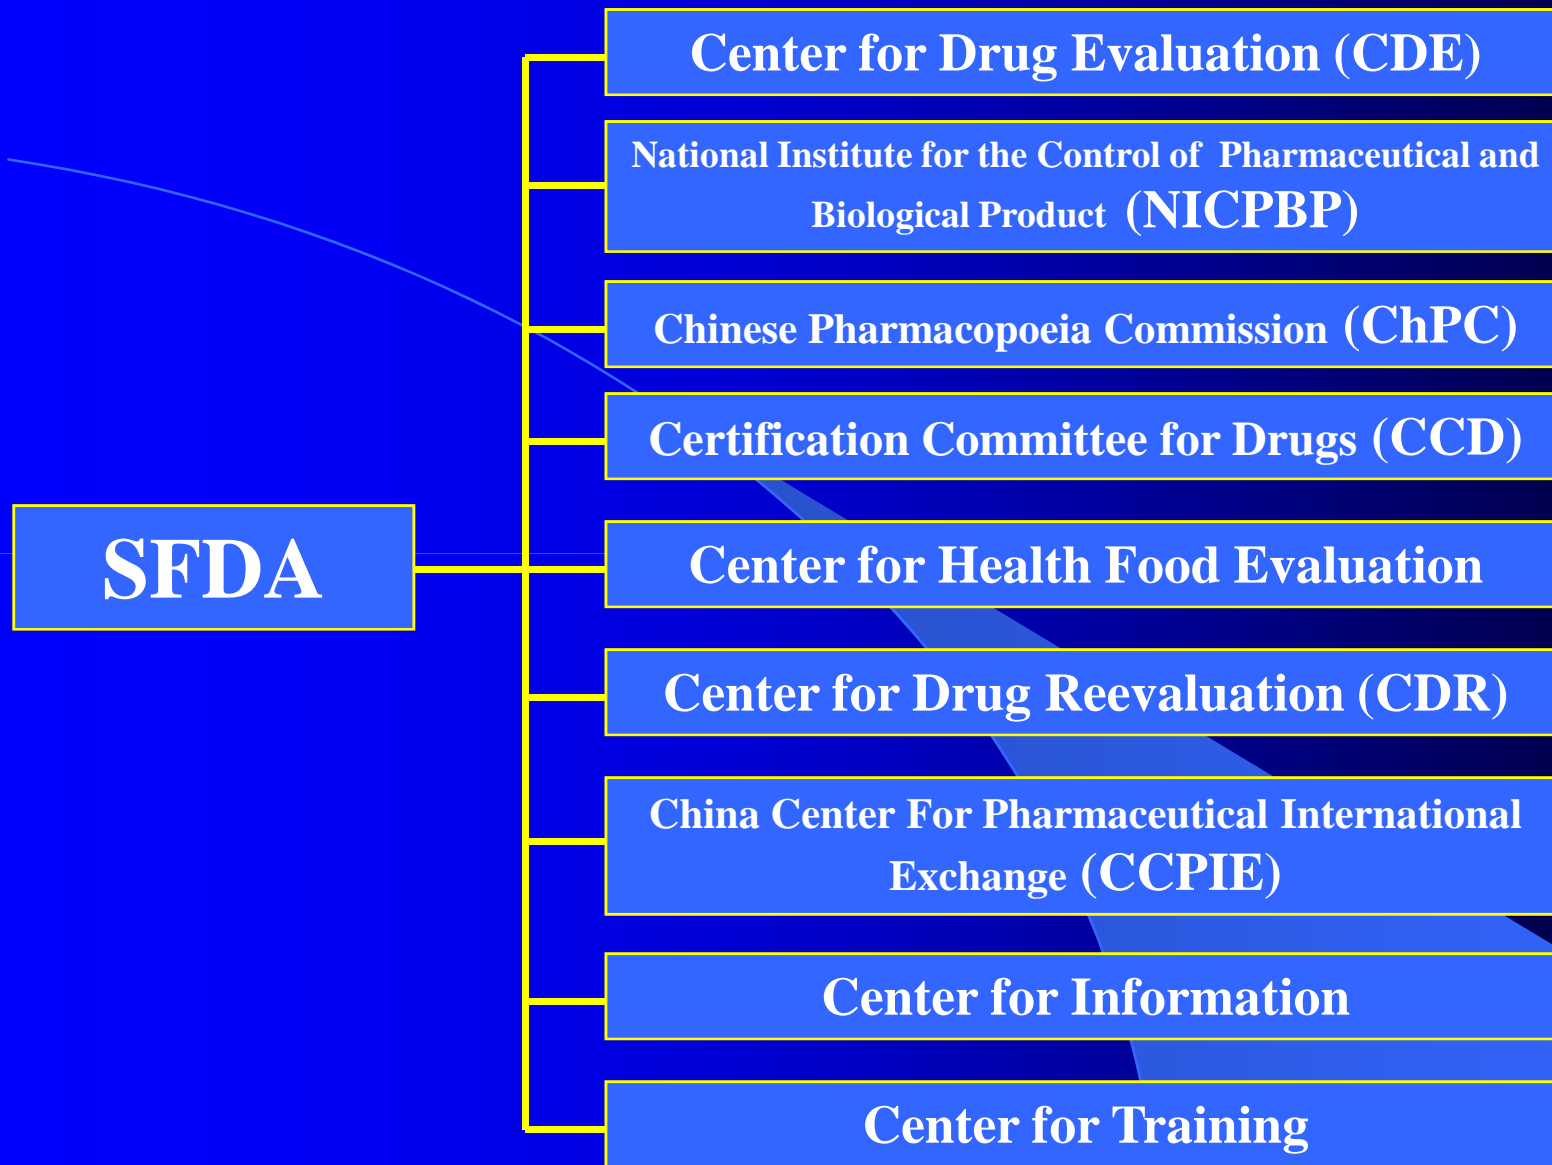 Center for Drug Evaluation (CDE)
National Institute for the Control of  Pharmaceutical and
Biological Product  (NICPBP)
Chinese Pharmacopoeia Commission (ChPC)
Certification Committee for Drugs (CCD)
SFDA
Center for Health Food Evaluation
Center for Drug Reevaluation (CDR)
China Center For Pharmaceutical International
Exchange (CCPIE)
Center for Information
Center for Training